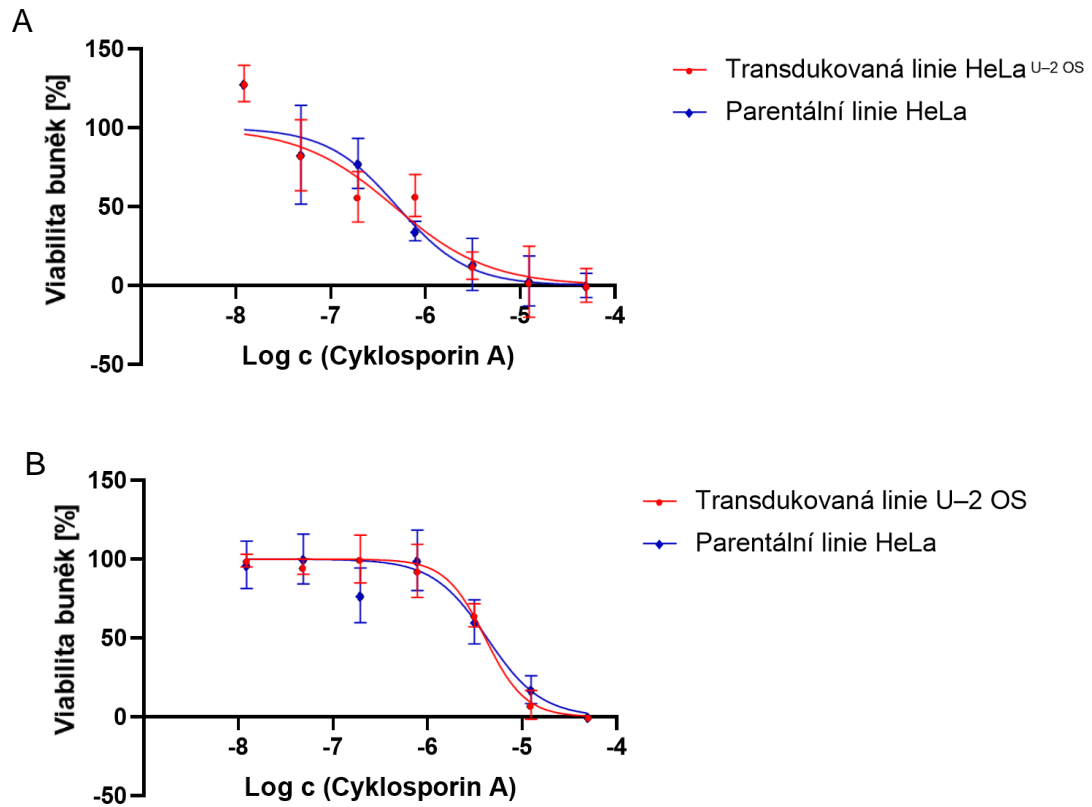 A
150
100
50
0
-50
Viabilita buněk [%]
-8 -7 -6 -5 -4
Log c (Cyklosporin A)
Transdukovaná linie HeLa U–2 OS
Parentální linie HeLa
B
150
100
50
0
-50
Viabilita buněk [%]
-8 -7 -6 -5 -4
Log c (Cyklosporin A)
Transdukovaná linie U–2 OS
Parentální linie HeLa